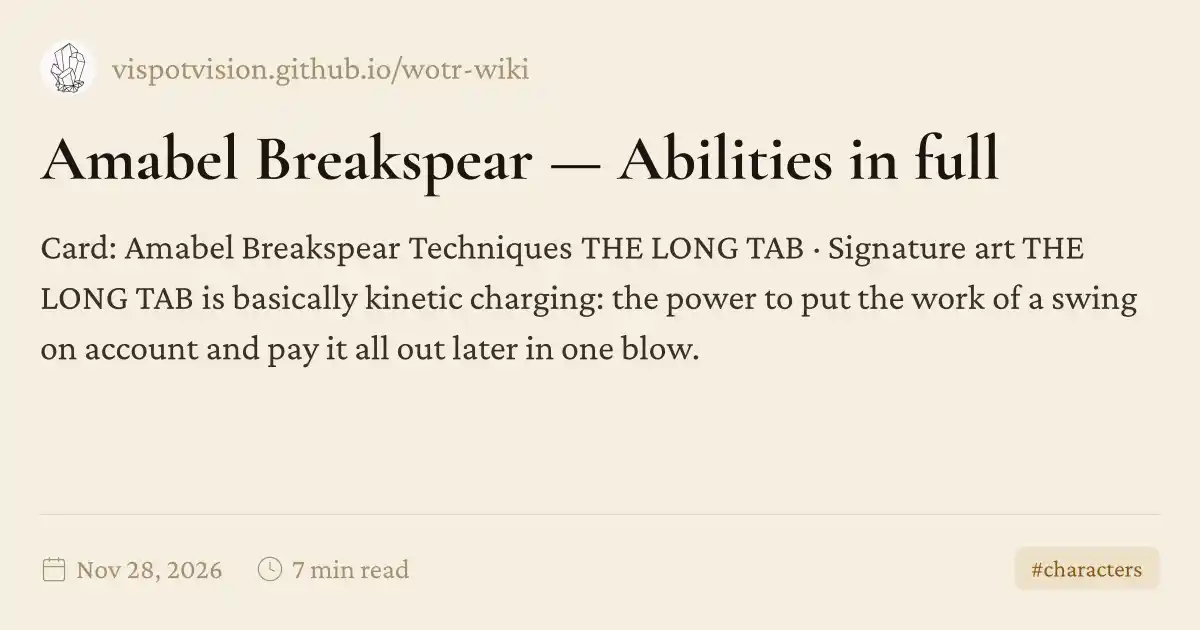 vispotvision.github.io/wotr-wiki
Amabel Breakspear — Abilities in full
Card: Amabel Breakspear Techniques THE LONG TAB · Signature art THE
LONG TAB is basically kinetic charging: the power to put the work of a swing
on account and pay it all out later in one blow.
Nov 28, 2026
7 min read
#characters